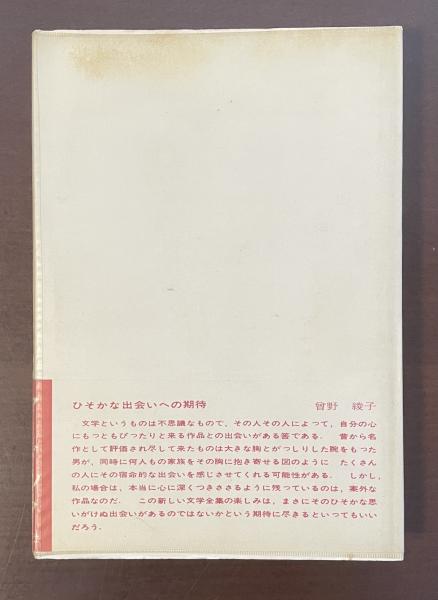 ひそかな出会いへの期待　曾野　綾子
文学というものは不思議なもので，その人その人によって，自分の心
にもっともぴったりと来る作品との出会いがある筈である．　昔から名
作として評価され尽して来たものは大きな胸とがっしりした腕をもった
男が，同時に何人もの家族をその胸に抱き寄せる図のように　たくさん
の人にその宿命的な出会いを感じさせてくれる可能性がある．　しかし，
私の場合は，本当に心に深くつきささるように残っているのは，案外な
作品なのだ．　この新しい文学全集の楽しみは，まさにそのひそかな思
いがけぬ出会いがあるのではないかという期待に尽きるといってもいい
だろう．